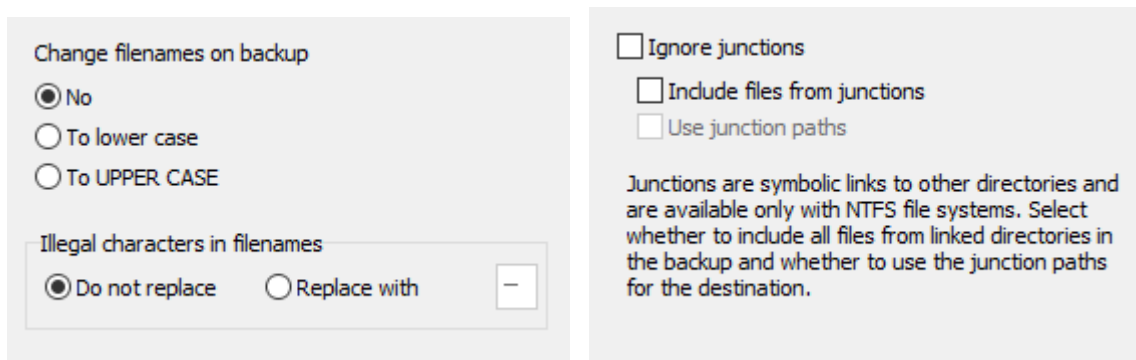 Change filenames on backup
No
To lower case
To UPPER CASE
Illegal characters in filenames
Do not replace
Replace with
–
Ignore junctions
Include files from junctions
Use junction paths
Junctions are symbolic links to other directories and
are available only with NTFS file systems. Select
whether to include all files from linked directories in
the backup and whether to use the junction paths
for the destination.